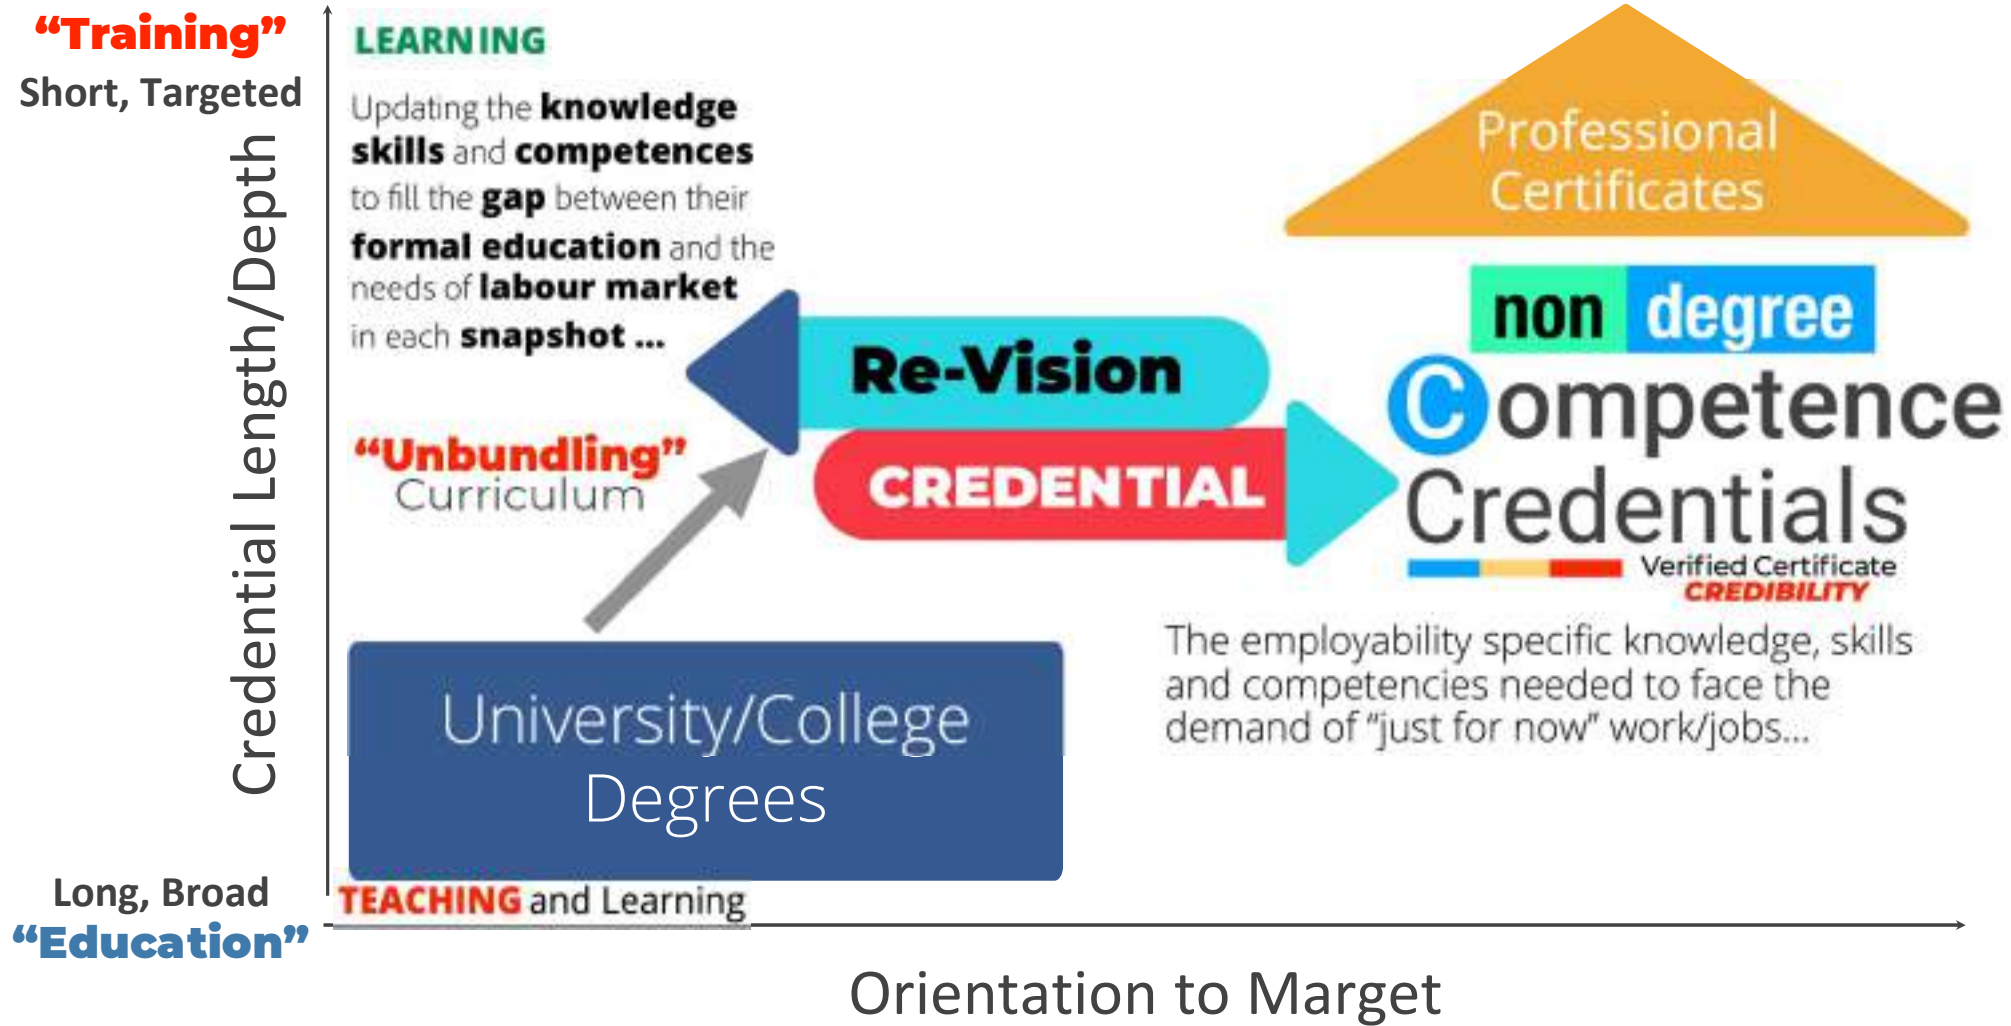 “Training”
Short, Targeted
Credential Length/Depth
Long, Broad
“Education”
LEARNING
Updating the knowledge
skills and competences
to fill the gap between their
formal education and the
needs of labour market
in each snapshot ...
“Unbundling”
Curriculum
Re-Vision
CREDENTIAL
University/College
Degrees
TEACHING and Learning
Professional
Certificates
non degree
Competence
Credentials
Verified Certificate
CREDIBILITY
The employability specific knowledge, skills
and competencies needed to face the
demand of “just for now” work/jobs...
Orientation to Marget